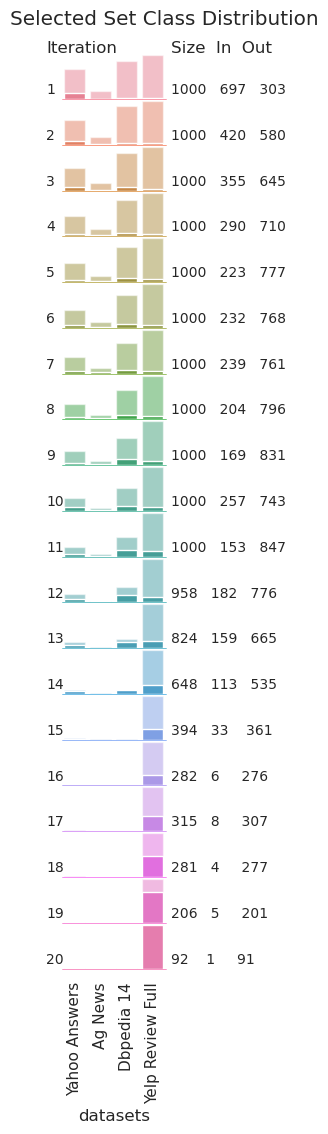 Selected Set Class Distribution
Iteration Size In Out
1 1000 697 303
2 1000 420 580
3 1000 355 645
4 1000 290 710
5 1000 223 777
6 1000 232 768
7 1000 239 761
8 1000 204 796
9 1000 169 831
10 1000 257 743
11 1000 153 847
12 958 182 776
13 824 159 665
14 648 113 535
15 394 33 361
16 282 6 276
17 315 8 307
18 281 4 277
19 206 5 201
20 92 1 91
Yahoo Answers
Ag News
Dbpedia 14
Yelp Review Full
datasets